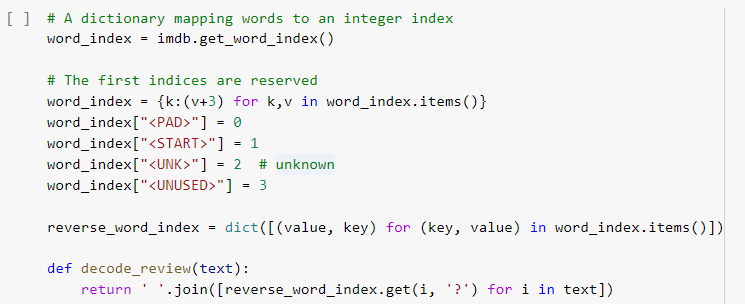 [ ] # A dictionary mapping words to an integer index
word_index = imdb.get_word_index()
# The first indices are reserved
word_index = {k:(v+3) for k,v in word_index.items()}
word_index["<PAD>"] = 0
word_index["<START>"] = 1
word_index["<UNK>"] = 2  # unknown
word_index["<UNUSED>"] = 3
reverse_word_index = dict([(value, key) for (key, value) in word_index.items()])
def decode_review(text):
    return ' '.join([reverse_word_index.get(i, '?') for i in text])